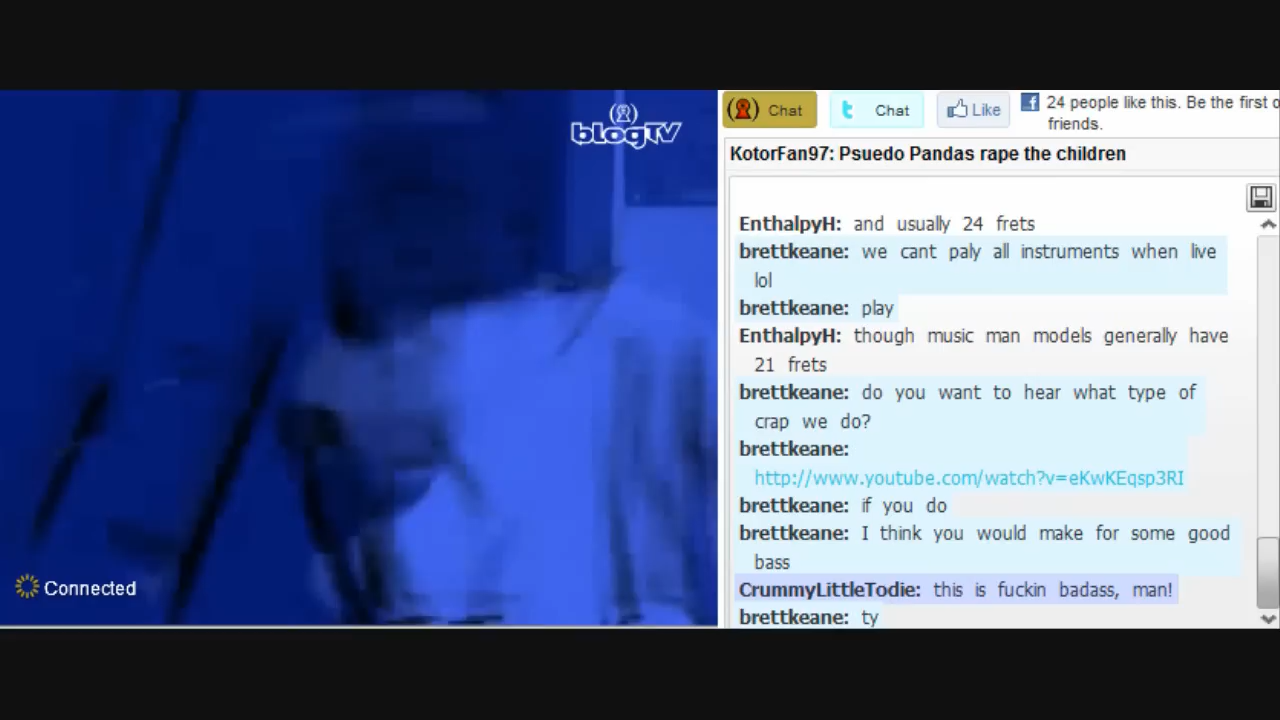 blogTV
Connected
Chat
Chat
Like
24 people like this. Be the first o
friends.
KotorFan97: Psuedo Pandas rape the children
EnthalpyH: and usually 24 frets
brettkeane: we cant paly all instruments when live
lol
brettkeane: play
EnthalpyH: though music man models generally have
21 frets
brettkeane: do you want to hear what type of
crap we do?
brettkeane:
http://www.youtube.com/watch?v=eKwKEqsp3RI
brettkeane: if you do
brettkeane: I think you would make for some good
bass
CrummyLittleTodie: this is fuckin badass, man!
brettkeane: ty